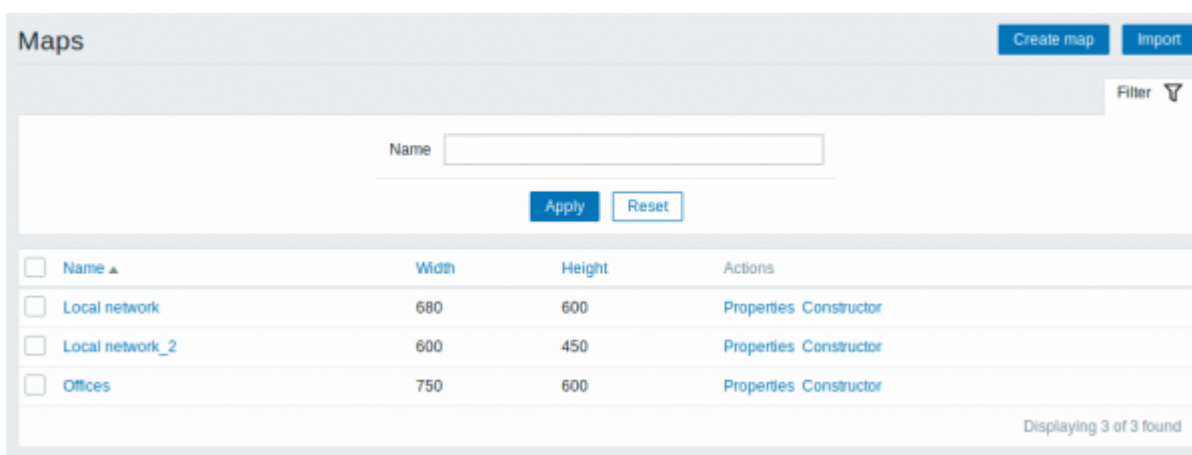 Maps Create map Import
Filter
Name
Apply Reset
Name Width Height Actions
Local network 680 600 Properties Constructor
Local network_2 600 450 Properties Constructor
Offices 750 600 Properties Constructor
Displaying 3 of 3 found